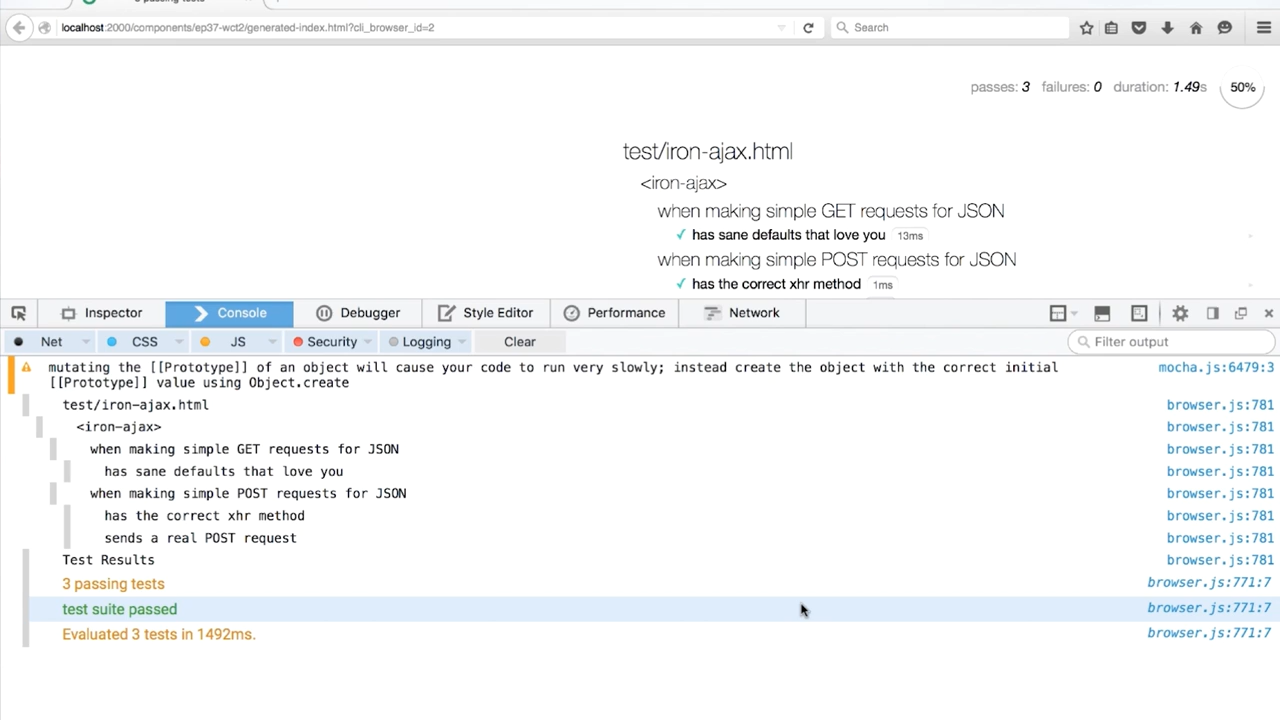 3 passing tests
localhost:2000/components/ep37-wct2/generated-index.html?cli_browser_id=2
Search
passes: 3 failures: 0 duration: 1.49s 50%
test/iron-ajax.html
<iron-ajax>
when making simple GET requests for JSON
✓ has sane defaults that love you 13ms
when making simple POST requests for JSON
✓ has the correct xhr method 1ms
Inspector Console Debugger Style Editor Performance Network
Net CSS JS Security Logging Clear Filter output
mutating the [[Prototype]] of an object will cause your code to run very slowly; instead create the object with the correct initial mocha.js:6479:3
[[Prototype]] value using Object.create
test/iron-ajax.html browser.js:781
<iron-ajax> browser.js:781
when making simple GET requests for JSON browser.js:781
has sane defaults that love you browser.js:781
when making simple POST requests for JSON browser.js:781
has the correct xhr method browser.js:781
sends a real POST request browser.js:781
Test Results browser.js:781
3 passing tests browser.js:771:7
test suite passed browser.js:771:7
Evaluated 3 tests in 1492ms. browser.js:771:7